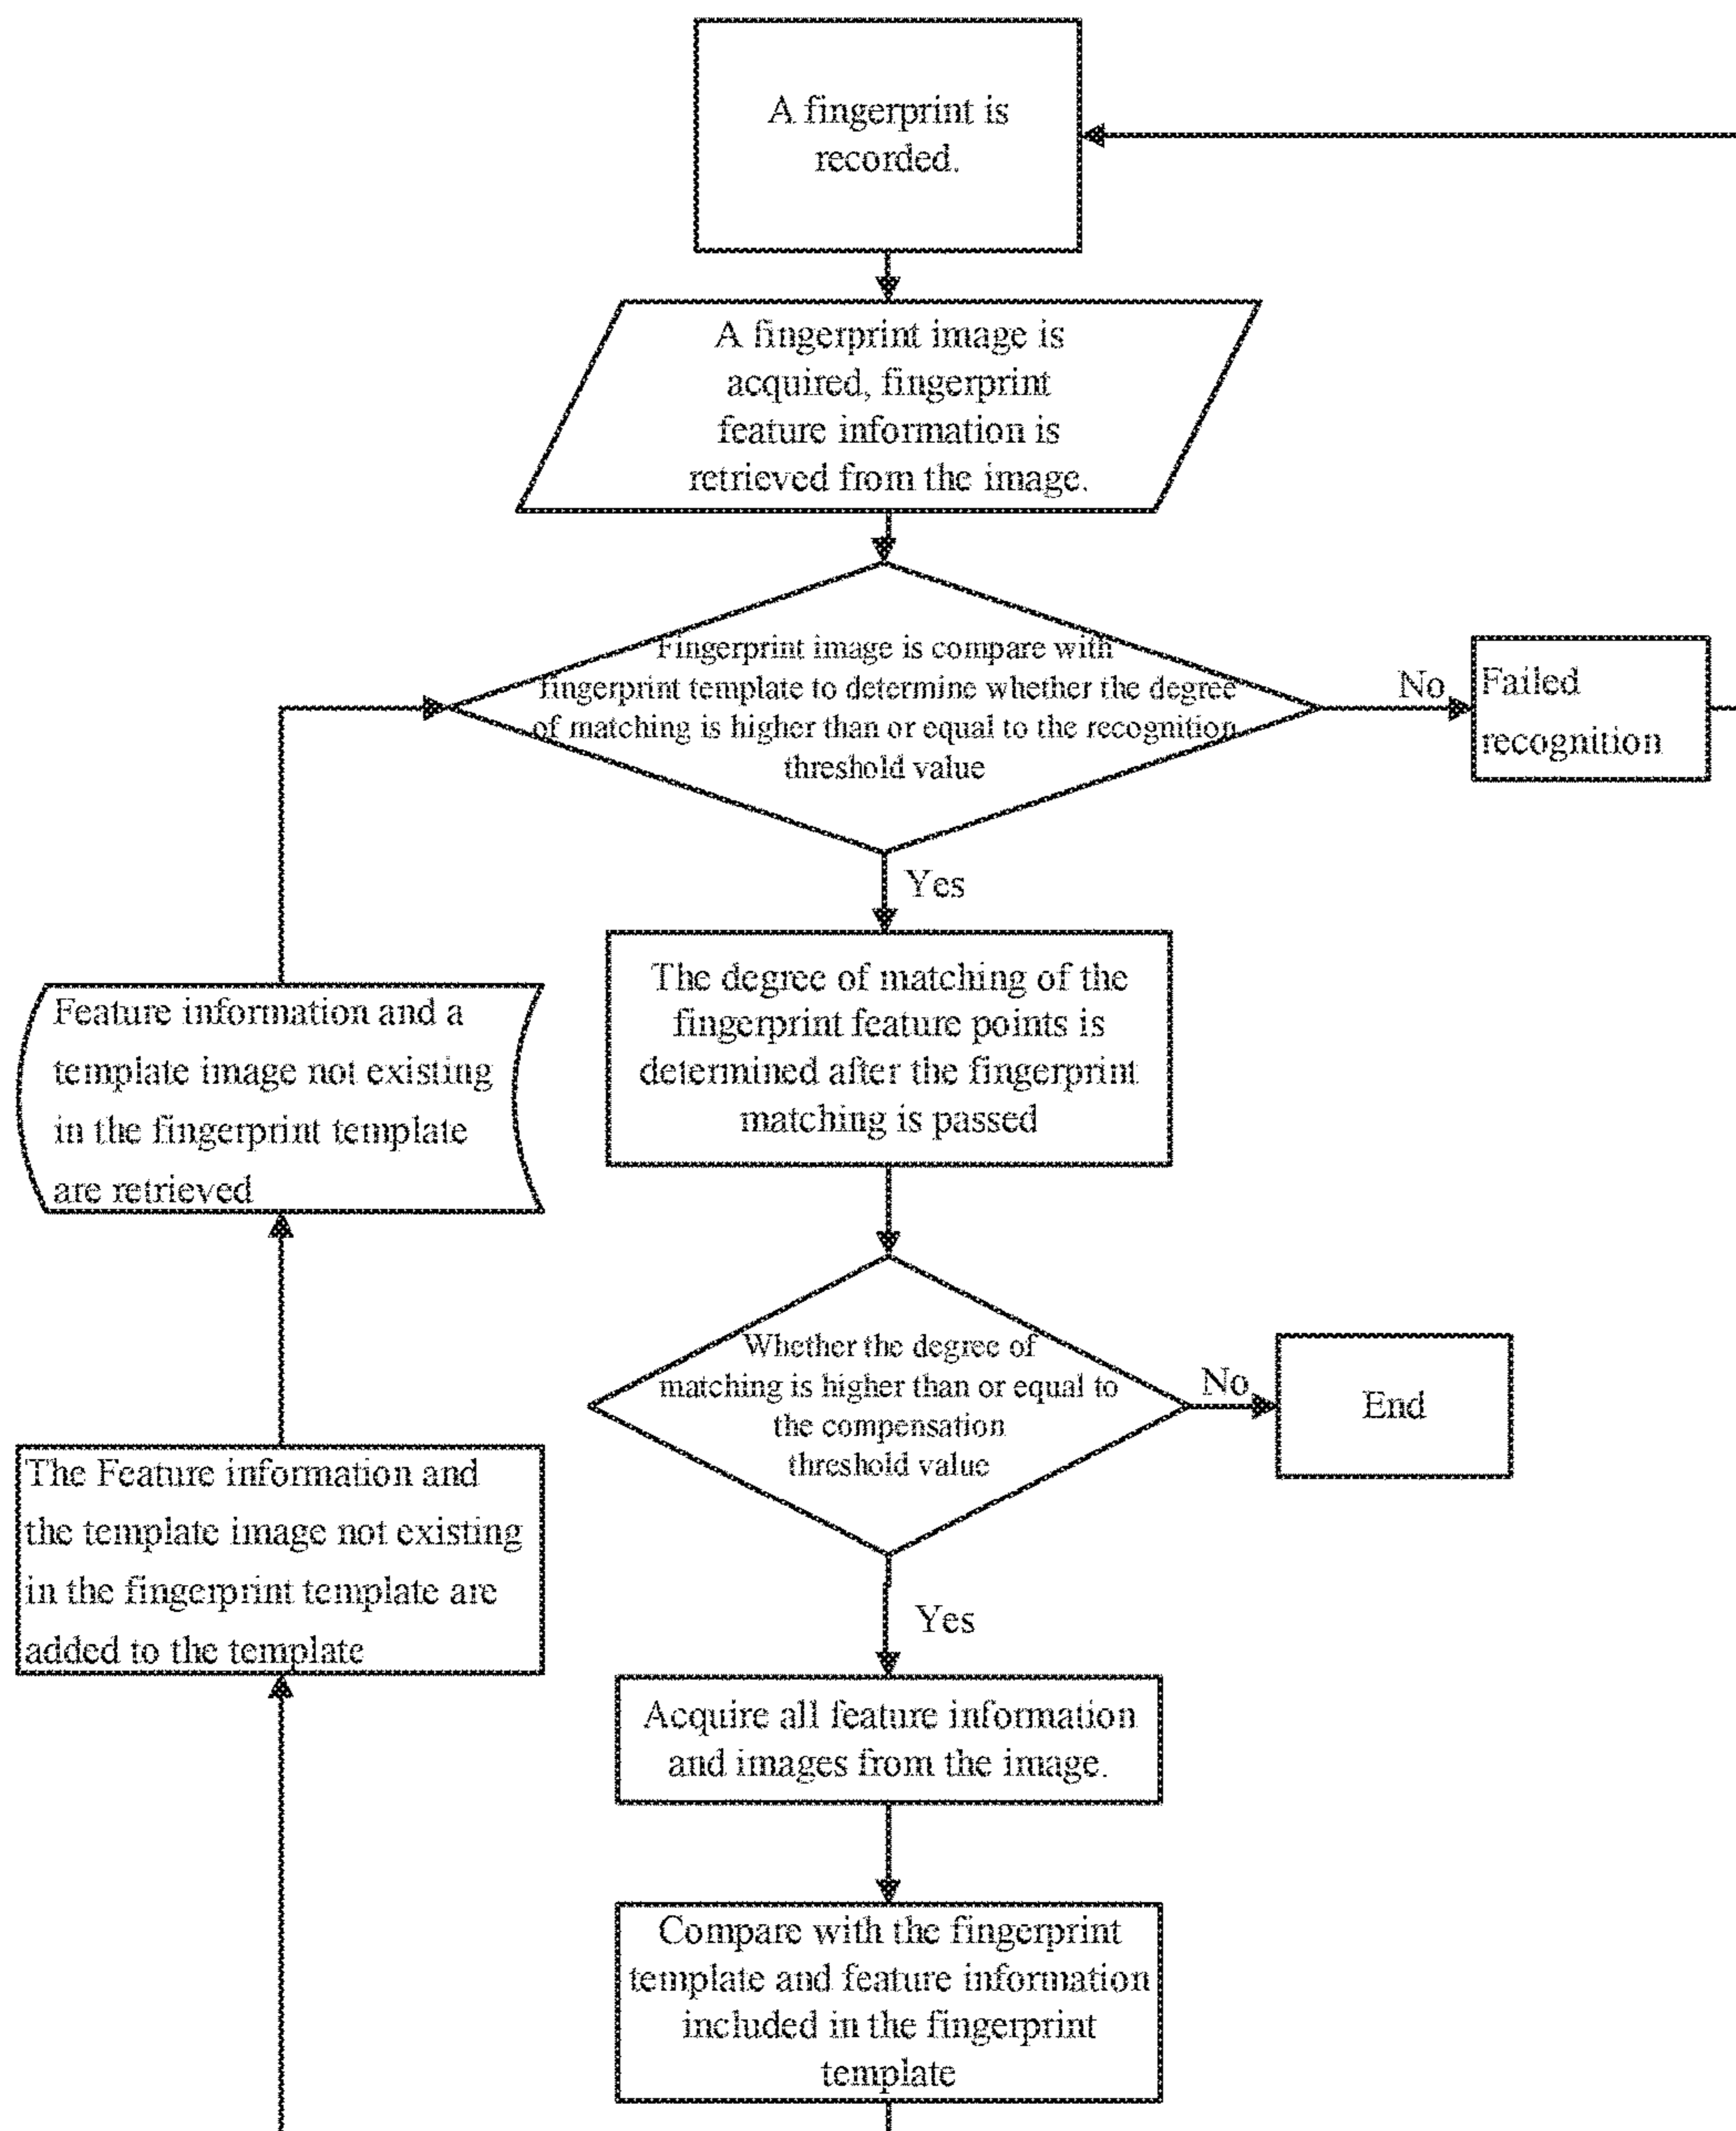 A fingerprint is
recorded.
A fingerprint image is
acquired, fingerprint
feature information is
retrieved from the image.
Fingerprint image is compare with
fingerprint template to determine whether the degree
of matching is higher than or equal to the recognition
threshold value
No
Failed
recognition
Yes
The degree of matching of the
fingerprint feature points is
determined after the fingerprint
matching is passed
Feature information and a
template image not existing
in the fingerprint template
are retrieved
Whether the degree of
matching is higher than or equal to
the compensation
threshold value
No
End
The Feature information and
the template image not existing
in the fingerprint template are
added to the template
Yes
Acquire all feature information
and images from the image.
Compare with the fingerprint
template and feature information
included in the fingerprint
template